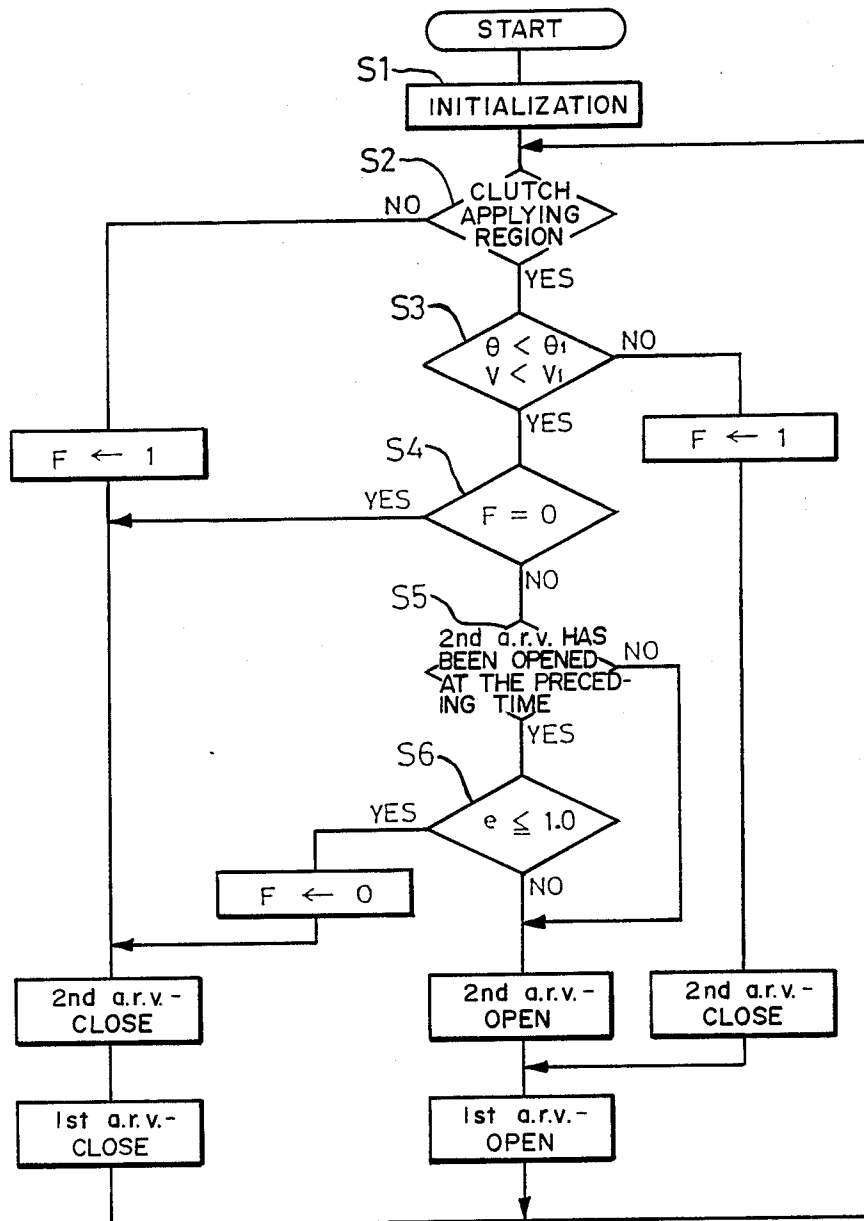 START
S1
INITIALIZATION
S2
CLUTCH
APPLYING
REGION
NO
YES
S3
θ < θ1
V < V1
NO
YES
F ← 1
F ← 1
S4
YES
F = 0
NO
S5
2nd a.r.v. HAS
BEEN OPENED
AT THE PRECED-
ING TIME
NO
YES
S6
YES
e ≦ 1.0
NO
F ← 0
2nd a.r.v.-
CLOSE
2nd a.r.v.-
OPEN
2nd a.r.v.-
CLOSE
1st a.r.v.-
CLOSE
1st a.r.v.-
OPEN